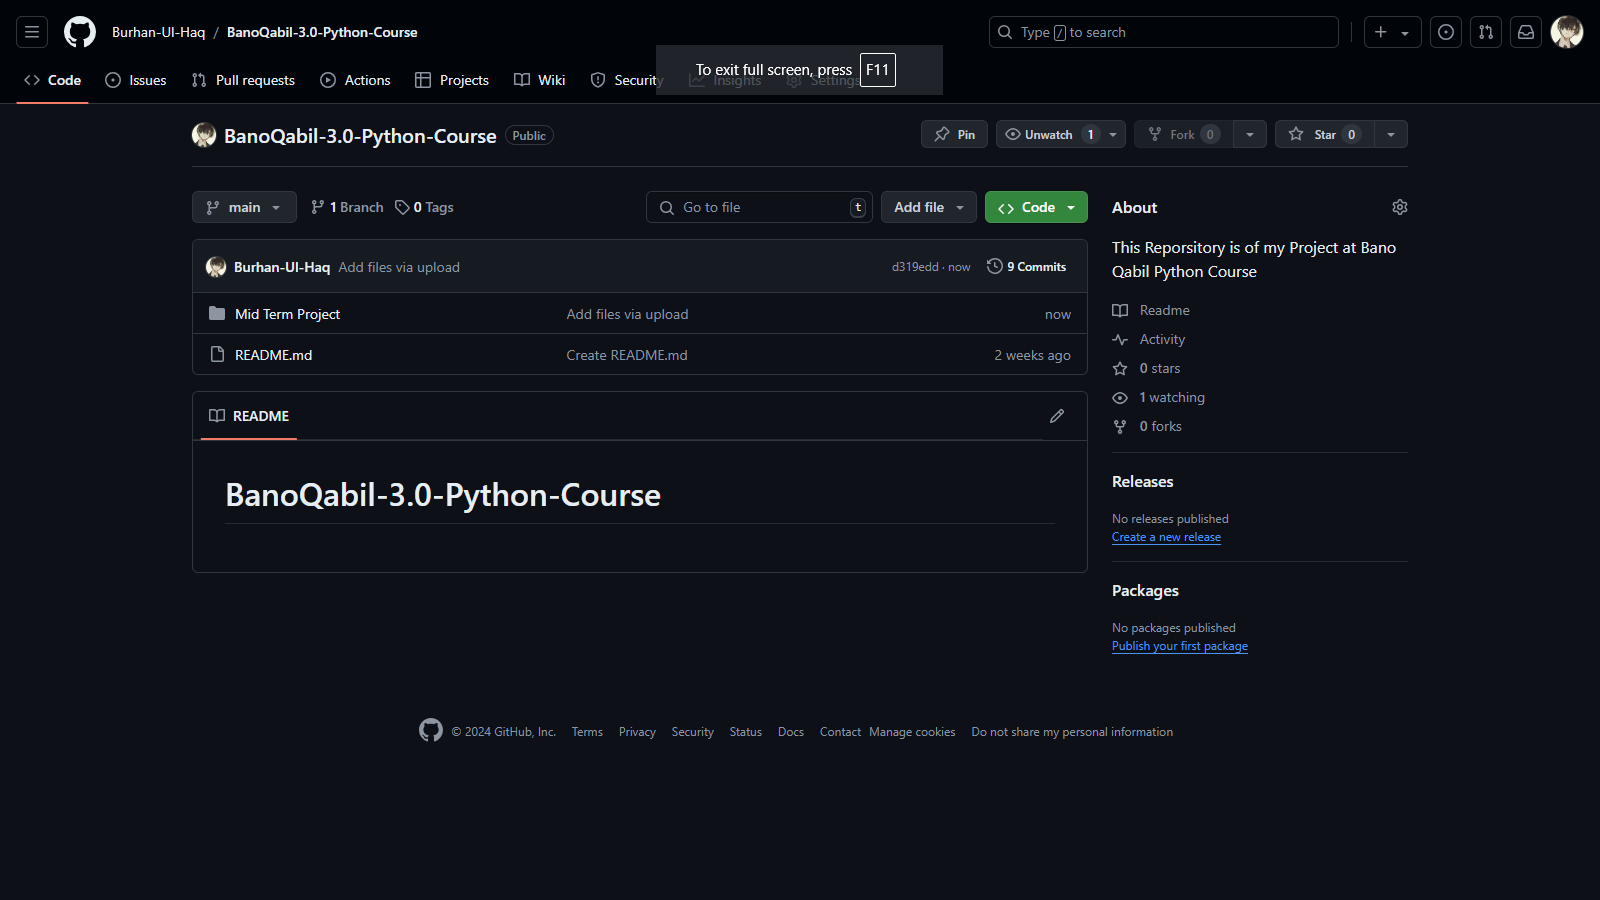 Burhan-Ul-Haq / BanoQabil-3.0-Python-Course
Type / to search
Code Issues Pull requests Actions Projects Wiki Security Insights Settings
To exit full screen, press F11
BanoQabil-3.0-Python-Course Public
Pin Unwatch 1 Fork 0 Star 0
main 1 Branch 0 Tags Go to file t Add file Code
Burhan-Ul-Haq Add files via upload d319edd · now 9 Commits
Mid Term Project Add files via upload now
README.md Create README.md 2 weeks ago
README
BanoQabil-3.0-Python-Course
About
This Reporsitory is of my Project at Bano
Qabil Python Course
Readme
Activity
0 stars
1 watching
0 forks
Releases
No releases published
Create a new release
Packages
No packages published
Publish your first package
© 2024 GitHub, Inc. Terms Privacy Security Status Docs Contact Manage cookies Do not share my personal information